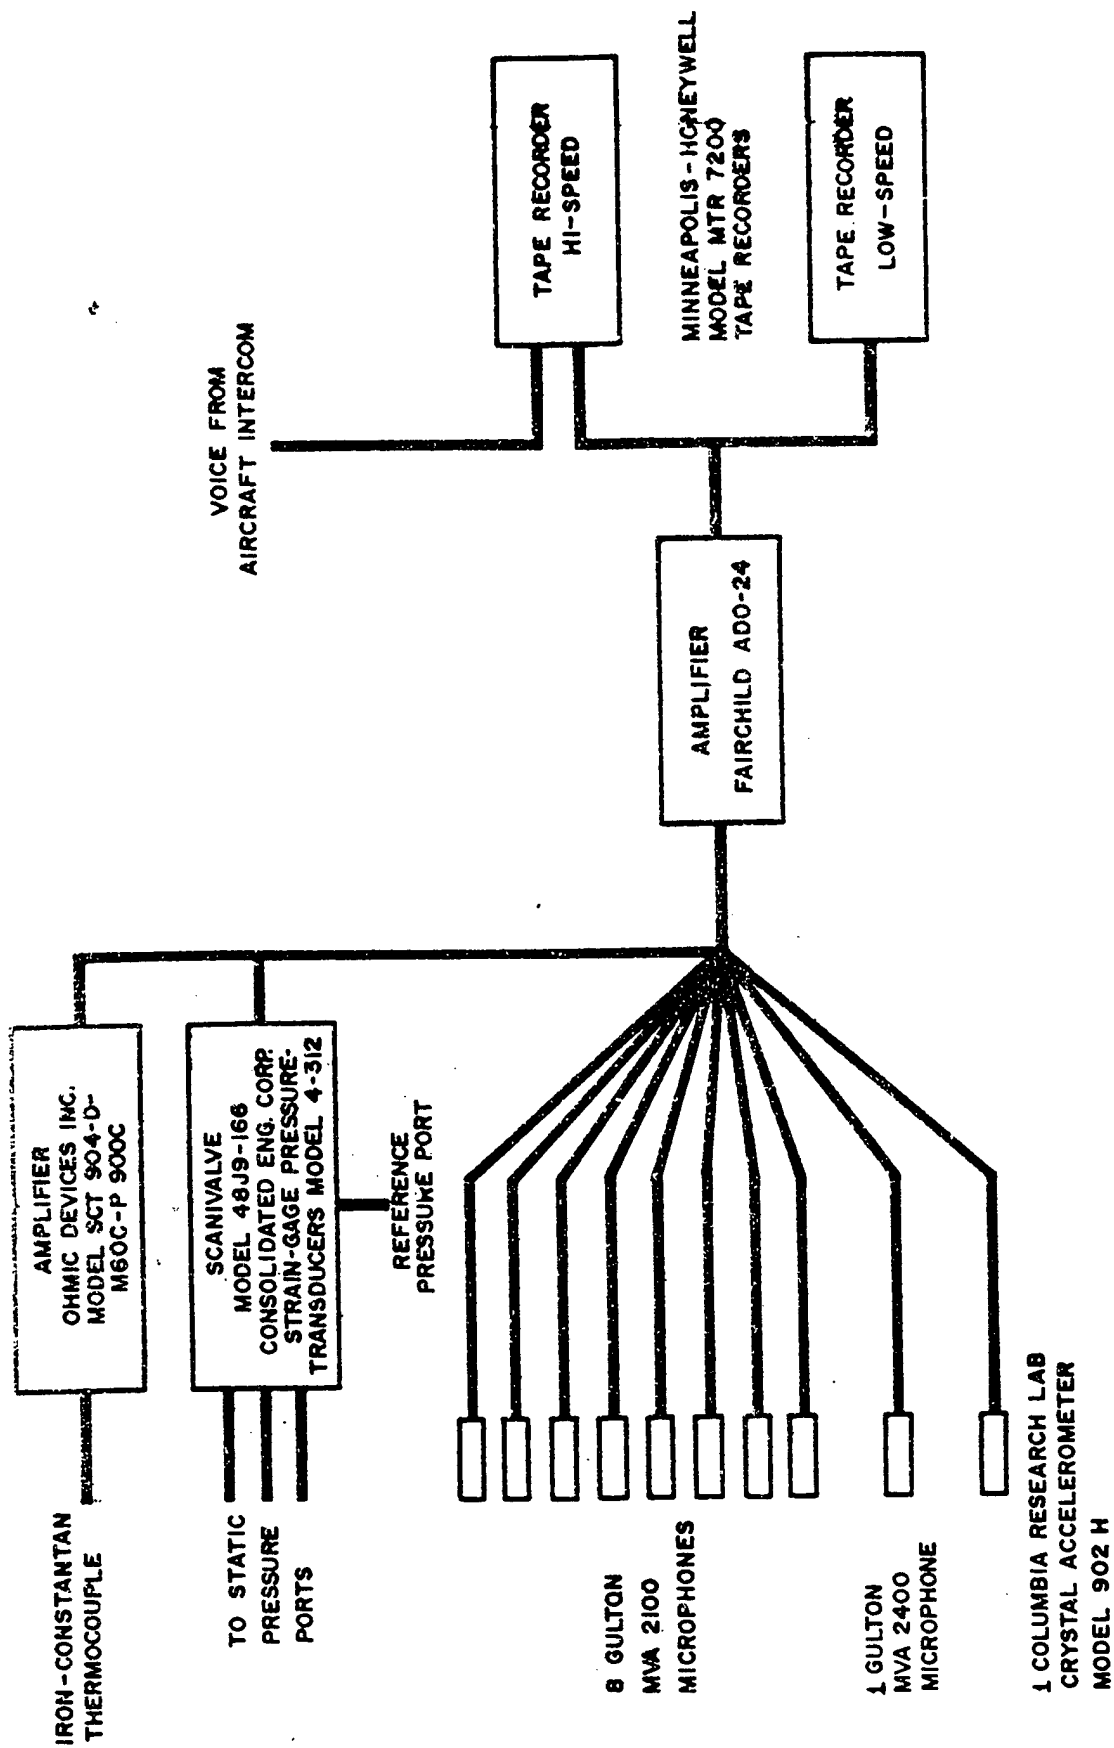 IRON-CONSTANTAN
THERMOCOUPLE
AMPLIFIER
OHMIC DEVICES INC.
MODEL SCT 904-D-
M60C-P 900C
TO STATIC
PRESSURE
PORTS
SCANIVALVE
MODEL 48J9-166
CONSOLIDATED ENG. CORP.
STRAIN-GAGE PRESSURE-
TRANSDUCERS MODEL 4-312
REFERENCE
PRESSURE PORT
VOICE FROM
AIRCRAFT INTERCOM
8 GULTON
MVA 2100
MICROPHONES
1 GULTON
MVA 2400
MICROPHONE
1 COLUMBIA RESEARCH LAB
CRYSTAL ACCELEROMETER
MODEL 902 H
AMPLIFIER
FAIRCHILD ADO-24
TAPE RECORDER
HI-SPEED
MINNEAPOLIS-HONEYWELL
MODEL MTR 7200
TAPE RECORDERS
TAPE RECORDER
LOW-SPEED